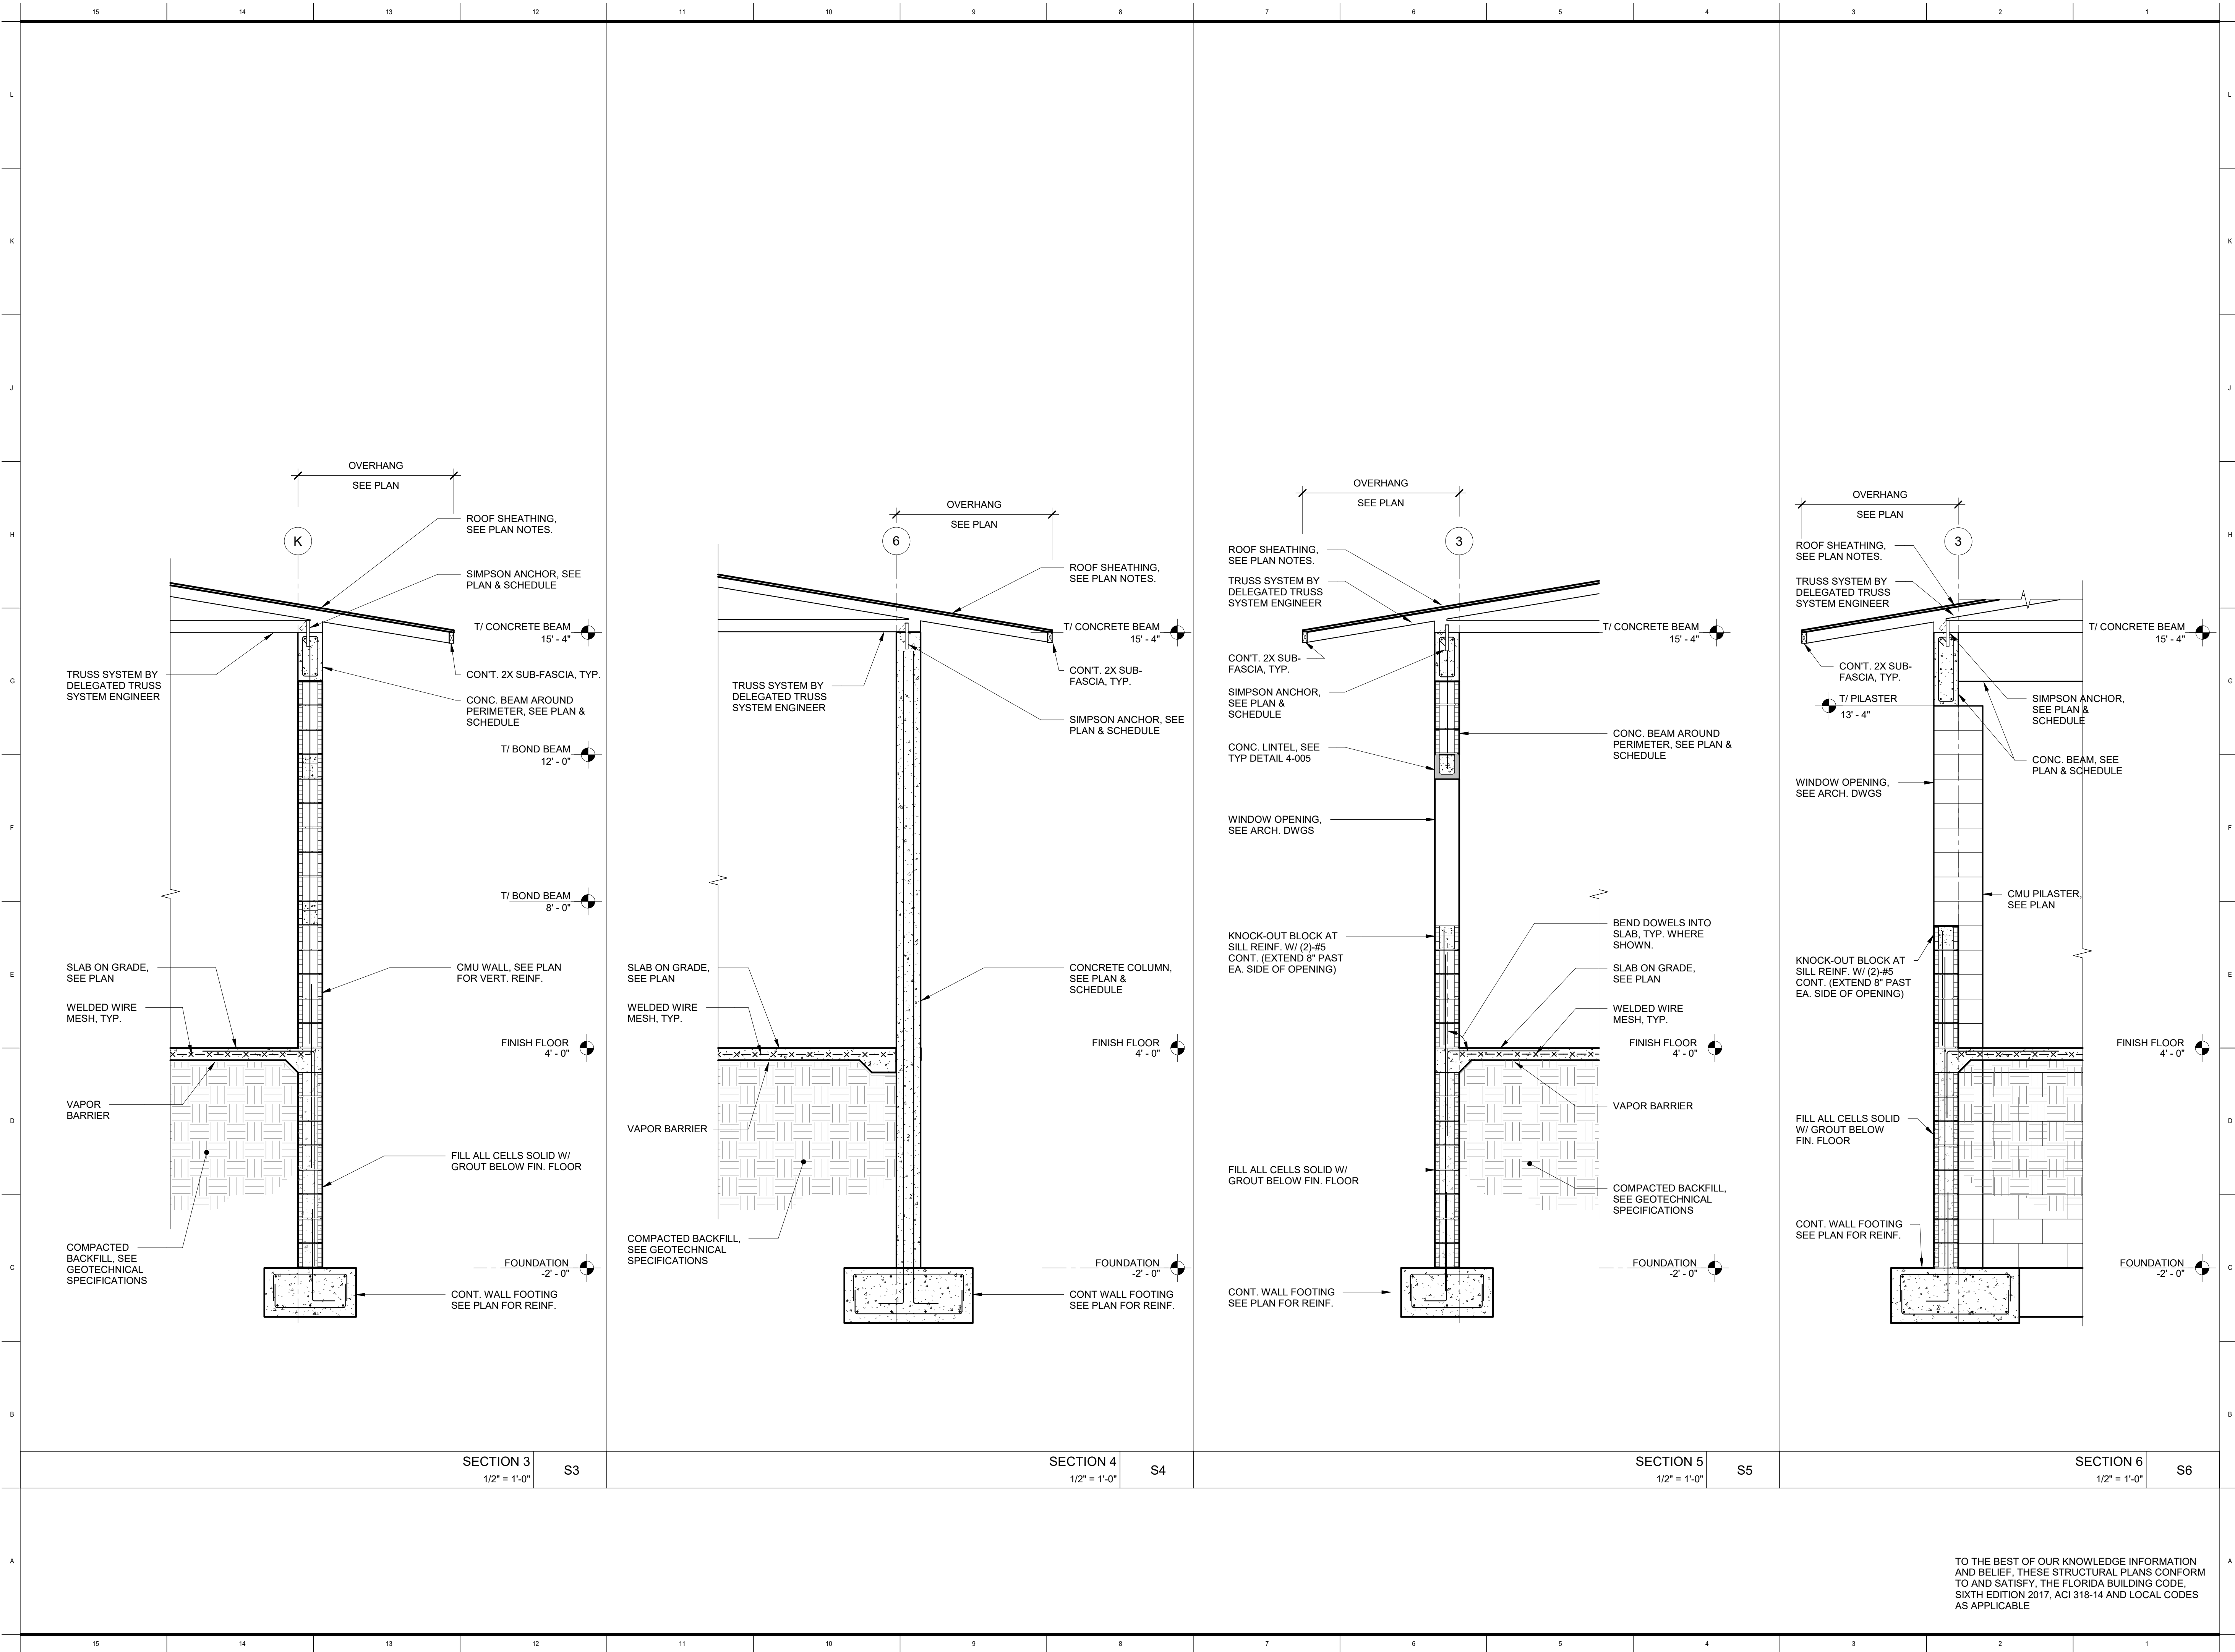 15 14 13 12 11 10 9 8 7 6 5 4 3 2 1
L
K
J
H
G
F
E
D
C
B
A
OVERHANG
SEE PLAN
K
ROOF SHEATHING,
SEE PLAN NOTES.
SIMPSON ANCHOR, SEE
PLAN & SCHEDULE
T/ CONCRETE BEAM
15' - 4"
TRUSS SYSTEM BY
DELEGATED TRUSS
SYSTEM ENGINEER
CON'T. 2X SUB-FASCIA, TYP.
CONC. BEAM AROUND
PERIMETER, SEE PLAN &
SCHEDULE
T/ BOND BEAM
12' - 0"
T/ BOND BEAM
8' - 0"
SLAB ON GRADE,
SEE PLAN
CMU WALL, SEE PLAN
FOR VERT. REINF.
WELDED WIRE
MESH, TYP.
FINISH FLOOR
4' - 0"
VAPOR
BARRIER
FILL ALL CELLS SOLID W/
GROUT BELOW FIN. FLOOR
COMPACTED
BACKFILL, SEE
GEOTECHNICAL
SPECIFICATIONS
FOUNDATION
-2' - 0"
CONT. WALL FOOTING
SEE PLAN FOR REINF.
SECTION 3
1/2" = 1'-0"
S3
OVERHANG
SEE PLAN
6
ROOF SHEATHING,
SEE PLAN NOTES.
T/ CONCRETE BEAM
15' - 4"
CON'T. 2X SUB-
FASCIA, TYP.
TRUSS SYSTEM BY
DELEGATED TRUSS
SYSTEM ENGINEER
SIMPSON ANCHOR, SEE
PLAN & SCHEDULE
SLAB ON GRADE,
SEE PLAN
CONCRETE COLUMN,
SEE PLAN &
SCHEDULE
WELDED WIRE
MESH, TYP.
FINISH FLOOR
4' - 0"
VAPOR BARRIER
COMPACTED BACKFILL,
SEE GEOTECHNICAL
SPECIFICATIONS
FOUNDATION
-2' - 0"
CONT WALL FOOTING
SEE PLAN FOR REINF.
SECTION 4
1/2" = 1'-0"
S4
OVERHANG
SEE PLAN
3
ROOF SHEATHING,
SEE PLAN NOTES.
TRUSS SYSTEM BY
DELEGATED TRUSS
SYSTEM ENGINEER
T/ CONCRETE BEAM
15' - 4"
CON'T. 2X SUB-
FASCIA, TYP.
SIMPSON ANCHOR,
SEE PLAN &
SCHEDULE
CONC. BEAM AROUND
PERIMETER, SEE PLAN &
SCHEDULE
CONC. LINTEL, SEE
TYP DETAIL 4-005
WINDOW OPENING,
SEE ARCH. DWGS
BEND DOWELS INTO
SLAB, TYP. WHERE
SHOWN.
KNOCK-OUT BLOCK AT
SILL REINF. W/ (2)-#5
CONT. (EXTEND 8" PAST
EA. SIDE OF OPENING)
SLAB ON GRADE,
SEE PLAN
WELDED WIRE
MESH, TYP.
FINISH FLOOR
4' - 0"
VAPOR BARRIER
FILL ALL CELLS SOLID W/
GROUT BELOW FIN. FLOOR
COMPACTED BACKFILL,
SEE GEOTECHNICAL
SPECIFICATIONS
FOUNDATION
-2' - 0"
CONT. WALL FOOTING
SEE PLAN FOR REINF.
SECTION 5
1/2" = 1'-0"
S5
OVERHANG
SEE PLAN
3
ROOF SHEATHING,
SEE PLAN NOTES.
TRUSS SYSTEM BY
DELEGATED TRUSS
SYSTEM ENGINEER
T/ CONCRETE BEAM
15' - 4"
CON'T. 2X SUB-
FASCIA, TYP.
T/ PILASTER
13' - 4"
SIMPSON ANCHOR,
SEE PLAN &
SCHEDULE
CONC. BEAM, SEE
PLAN & SCHEDULE
WINDOW OPENING,
SEE ARCH. DWGS
CMU PILASTER,
SEE PLAN
KNOCK-OUT BLOCK AT
SILL REINF. W/ (2)-#5
CONT. (EXTEND 8" PAST
EA. SIDE OF OPENING)
FINISH FLOOR
4' - 0"
FILL ALL CELLS SOLID
W/ GROUT BELOW
FIN. FLOOR
CONT. WALL FOOTING
SEE PLAN FOR REINF.
FOUNDATION
-2' - 0"
SECTION 6
1/2" = 1'-0"
S6
TO THE BEST OF OUR KNOWLEDGE INFORMATION
AND BELIEF, THESE STRUCTURAL PLANS CONFORM
TO AND SATISFY, THE FLORIDA BUILDING CODE,
SIXTH EDITION 2017, ACI 318-14 AND LOCAL CODES
AS APPLICABLE
L
K
J
H
G
F
E
D
C
B
A
15 14 13 12 11 10 9 8 7 6 5 4 3 2 1